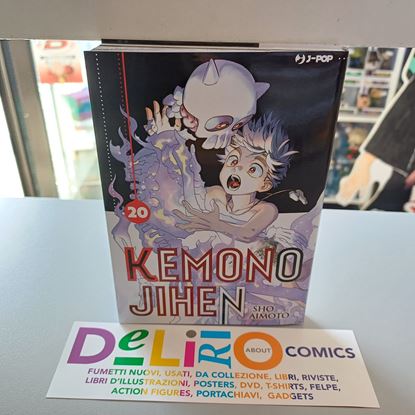 J-POP
20
KEMONO
JIHEN
SHO
AIMOTO
DeLiRiO
ABOUT
COMICS
FUMETTI NUOVI, USATI, DA COLLEZIONE, LIBRI, RIVISTE,
LIBRI D'ILLUSTRAZIONI, POSTERS, DVD, T-SHIRTS, FELPE,
ACTION FIGURES, PORTACHIAVI, GADGETS